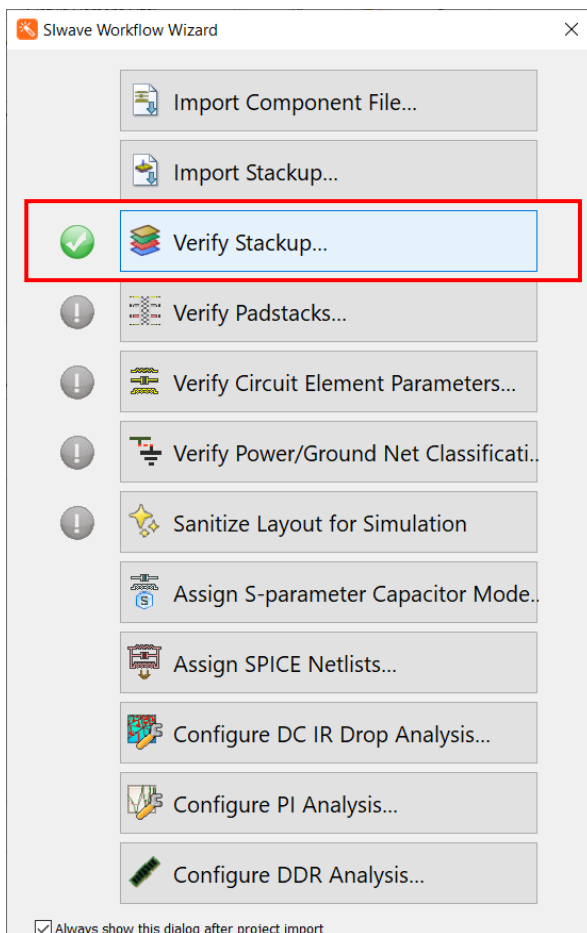 SIwave Workflow Wizard
Import Component File...
Import Stackup...
Verify Stackup...
Verify Padstacks...
Verify Circuit Element Parameters...
Verify Power/Ground Net Classificati..
Sanitize Layout for Simulation
Assign S-parameter Capacitor Mode..
S
Assign SPICE Netlists...
Configure DC IR Drop Analysis...
Configure PI Analysis...
Configure DDR Analysis...
Always show this dialog after project import